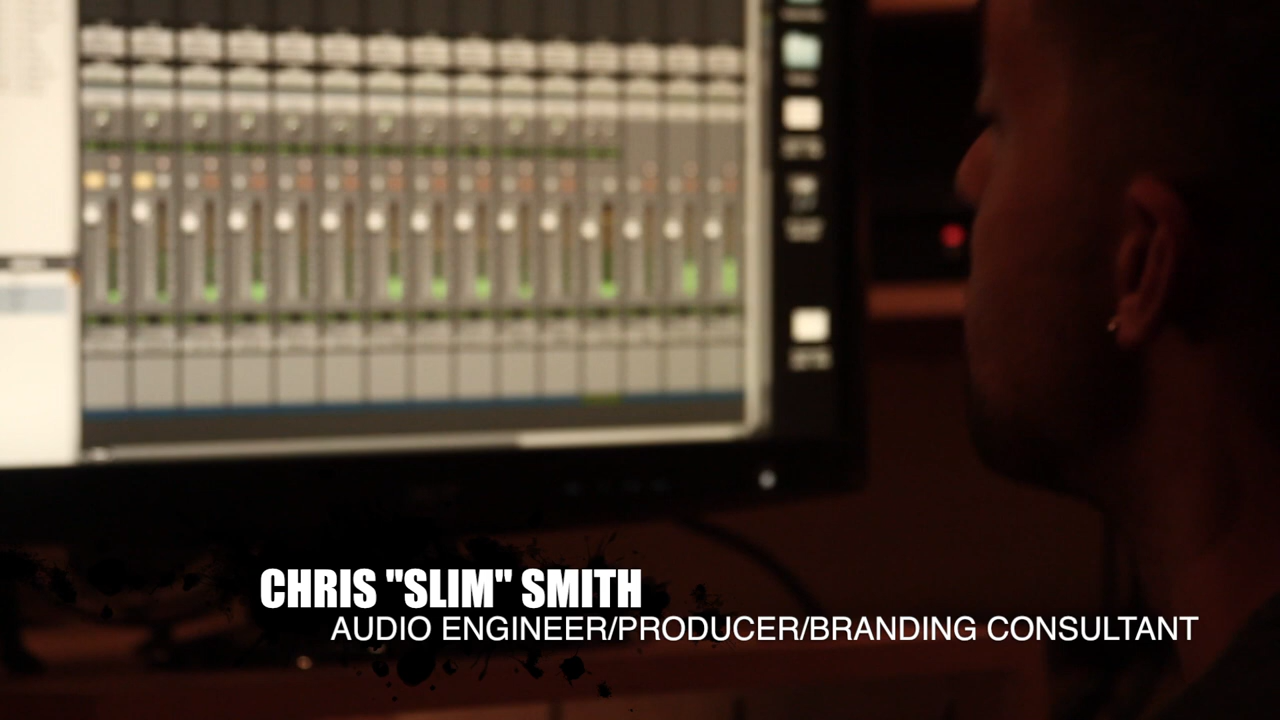 CHRIS "SLIM" SMITH
AUDIO ENGINEER/PRODUCER/BRANDING CONSULTANT